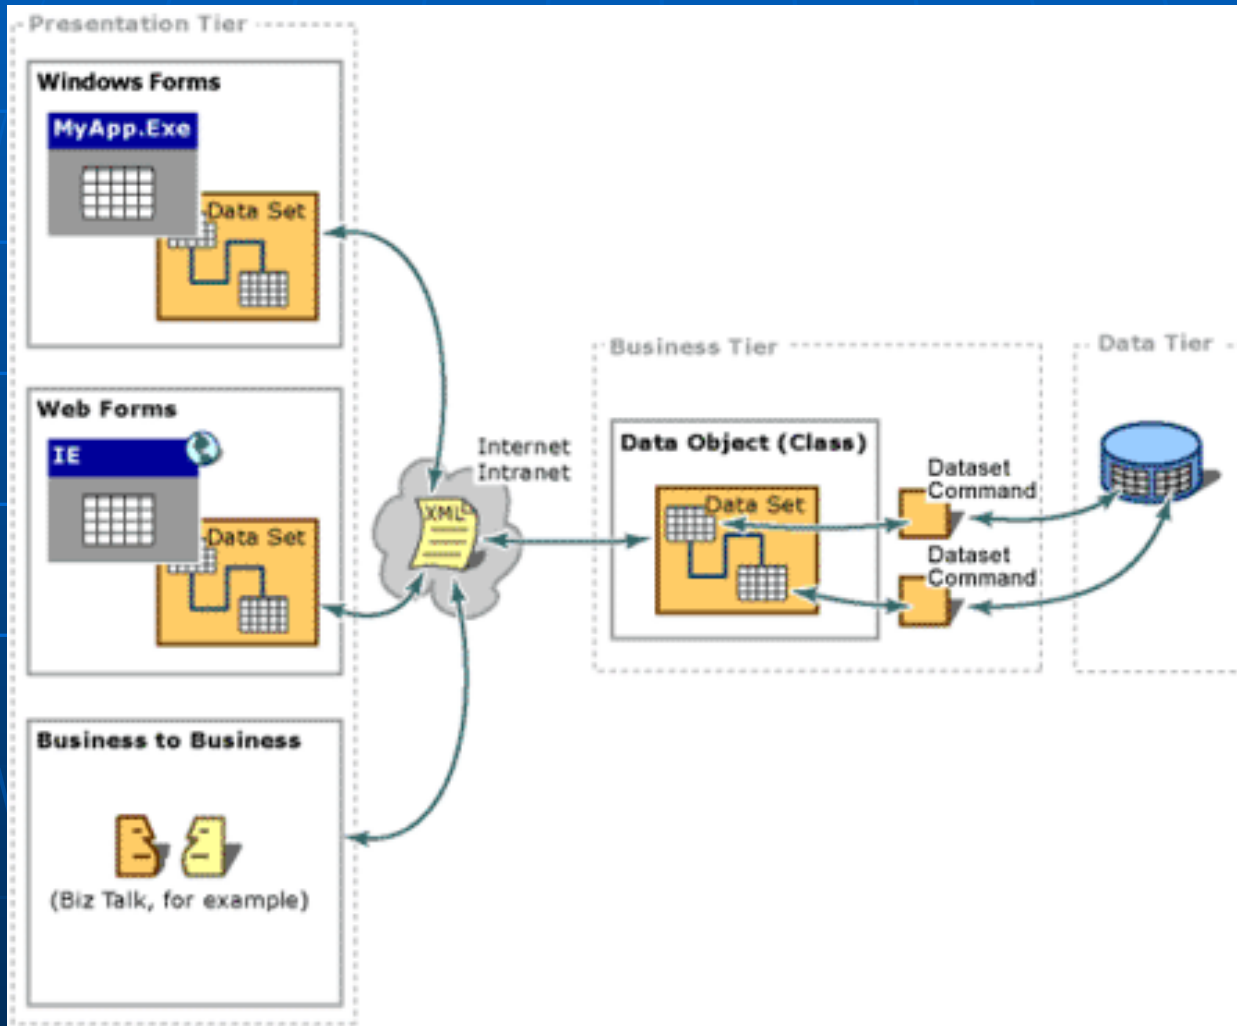 Presentation Tier
Windows Forms
MyApp.Exe
Data Set
Web Forms
IE
Data Set
Business to Business
(Biz Talk, for example)
Internet
Intranet
XML
Business Tier
Data Object (Class)
Data Set
Dataset
Command
Dataset
Command
Data Tier